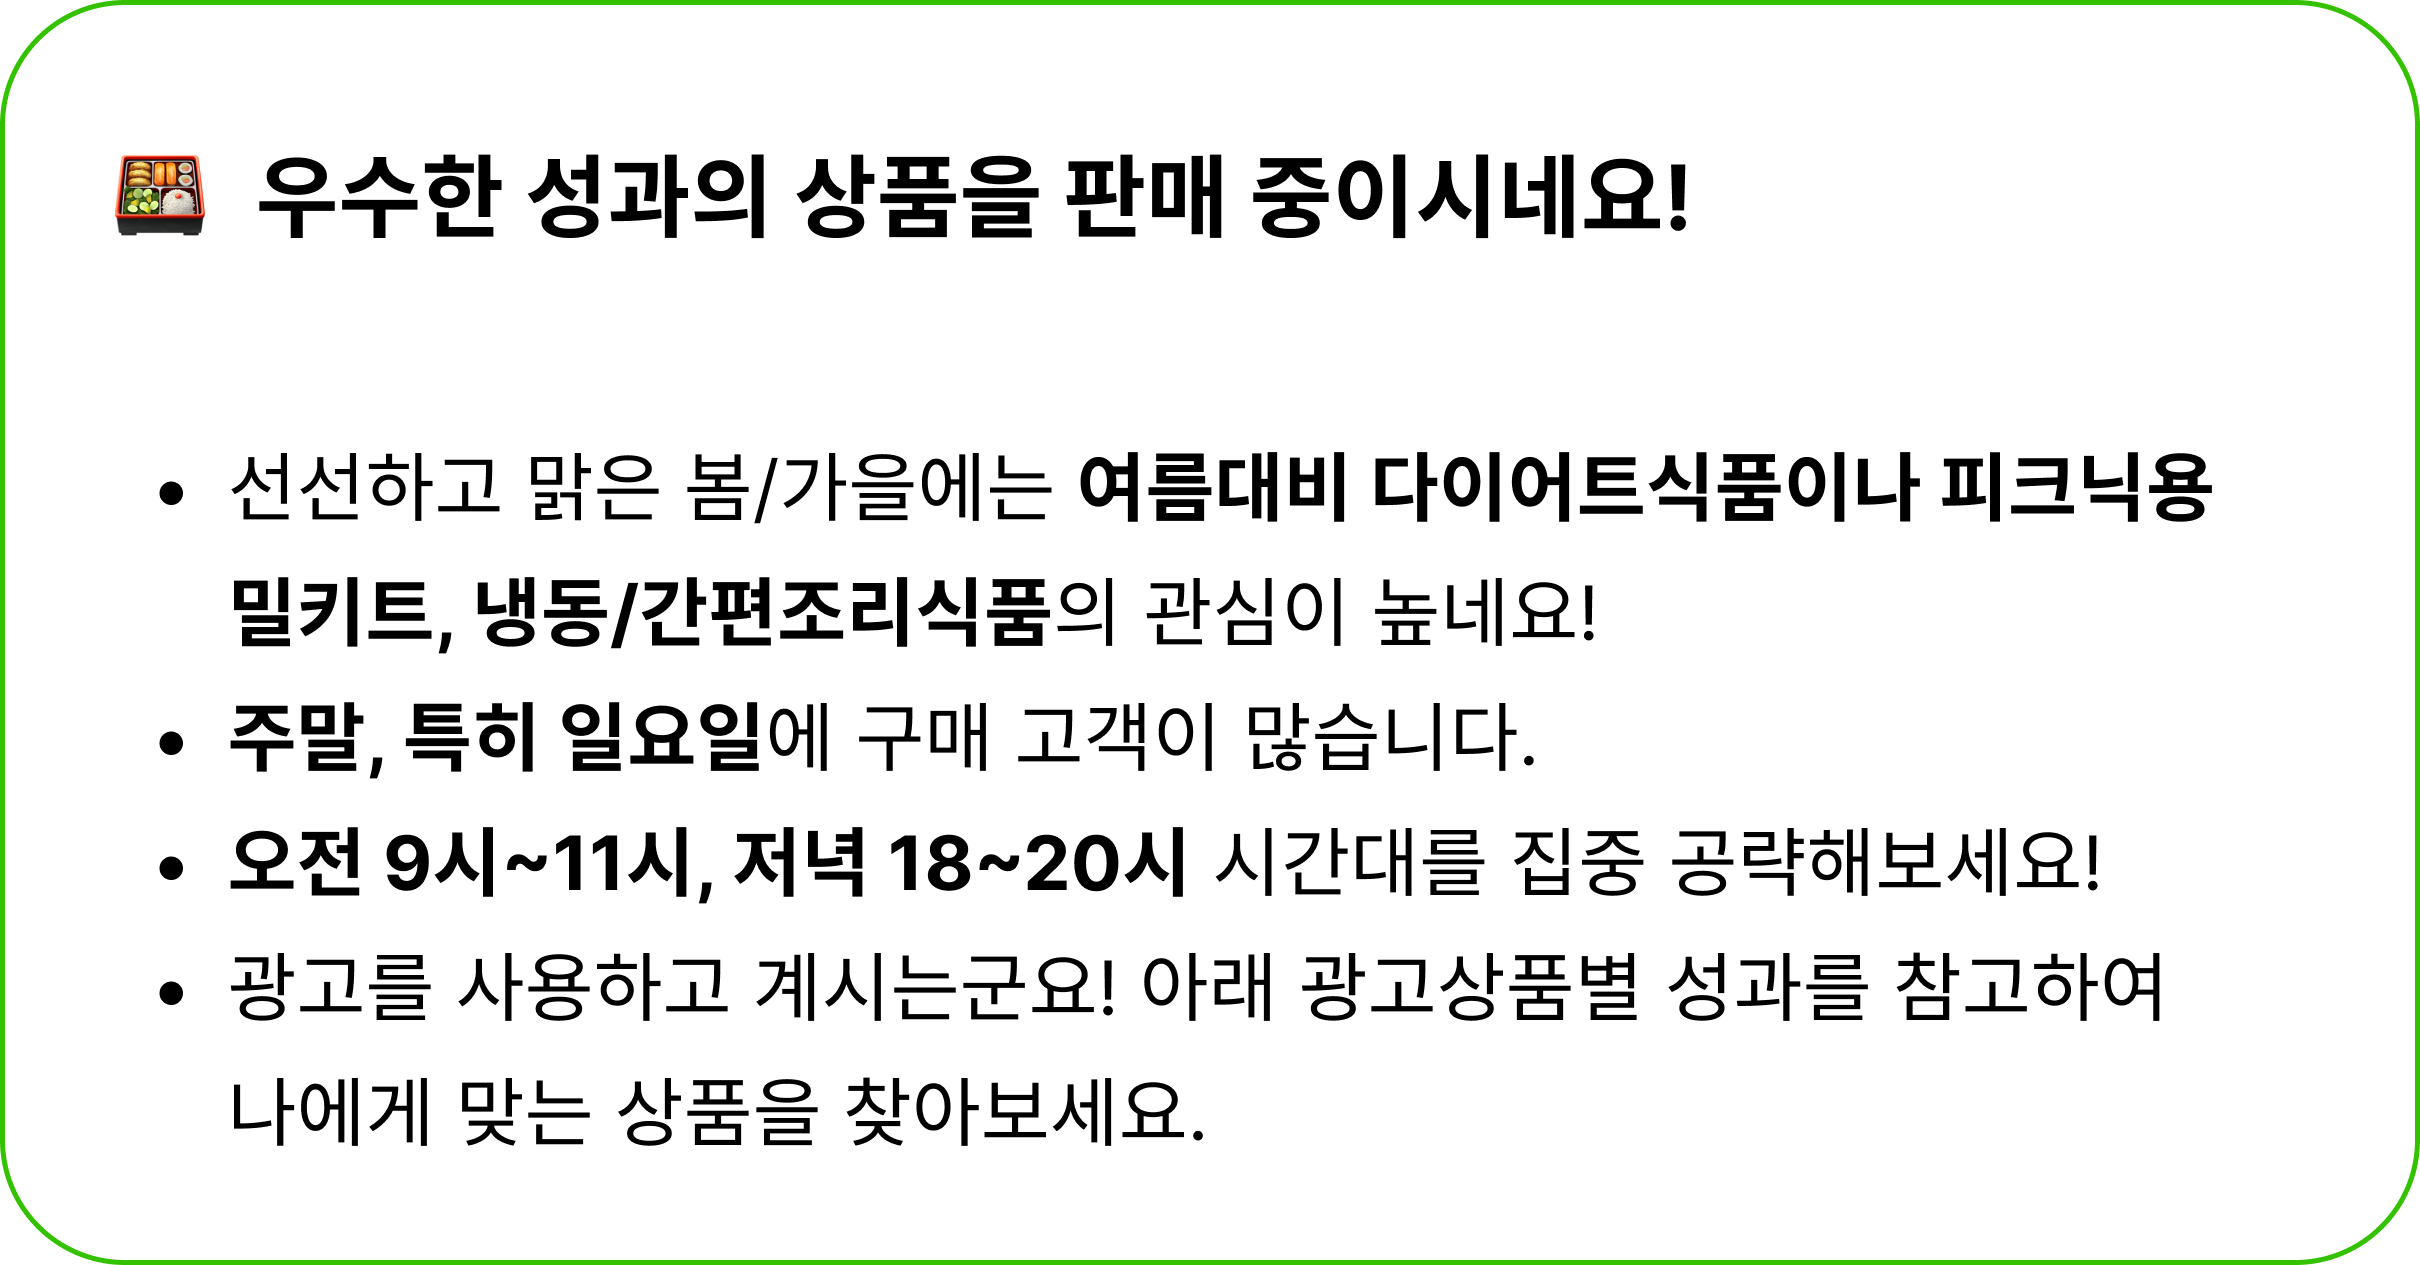 우수한 성과의 상품을 판매 중이시네요!
• 선선하고 맑은 봄/가을에는 여름대비 다이어트식품이나 피크닉용
밀키트, 냉동/간편조리식품의 관심이 높네요!
• 주말, 특히 일요일에 구매 고객이 많습니다.
• 오전 9시~11시, 저녁 18~20시 시간대를 집중 공략해보세요!
• 광고를 사용하고 계시는군요! 아래 광고상품별 성과를 참고하여
나에게 맞는 상품을 찾아보세요.